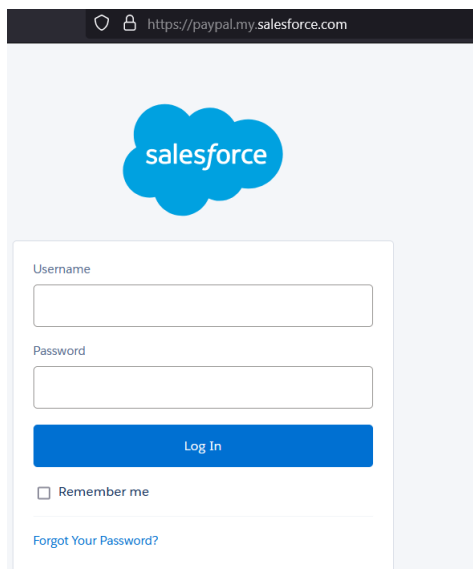 https://paypal.my.salesforce.com
salesforce
Username
Password
Log In
Remember me
Forgot Your Password?